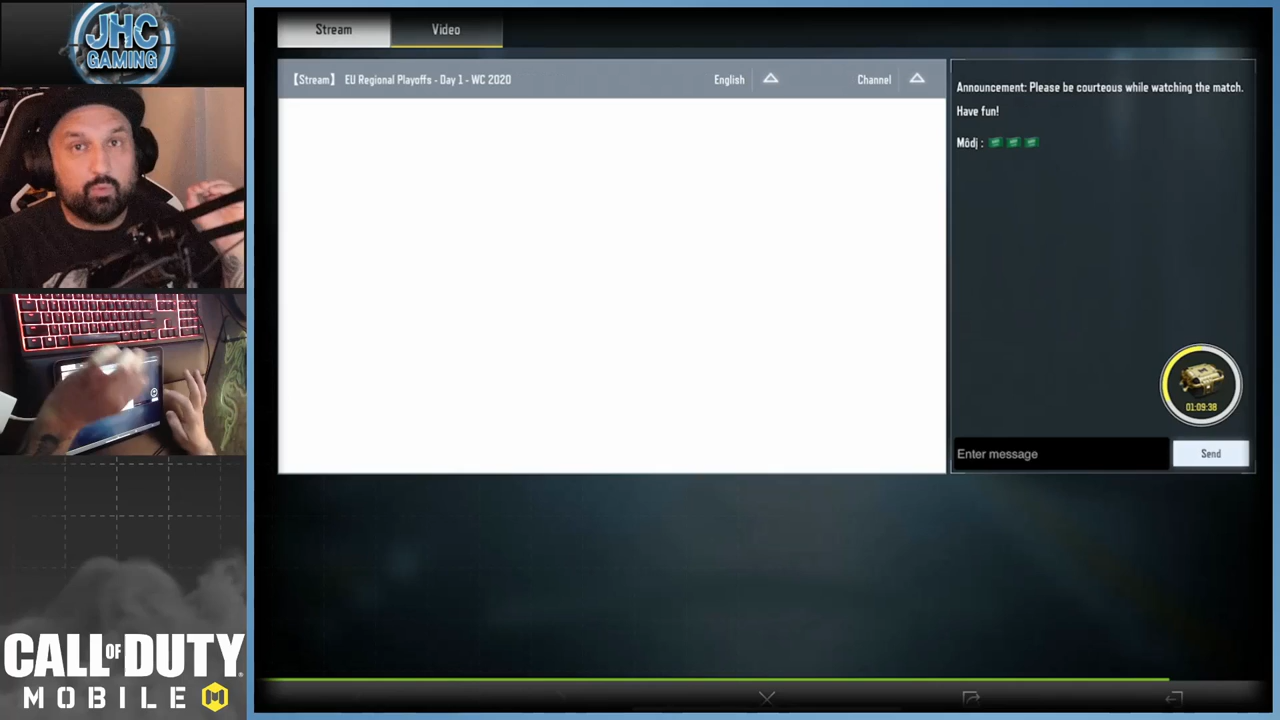 JHC
GAMING
Stream
Video
【Stream】 EU Regional Playoffs - Day 1 - WC 2020
English
Channel
Announcement: Please be courteous while watching the match.
Have fun!
Môdj :
01:09:38
Enter message
Send
CALL OF DUTY
MOBILE